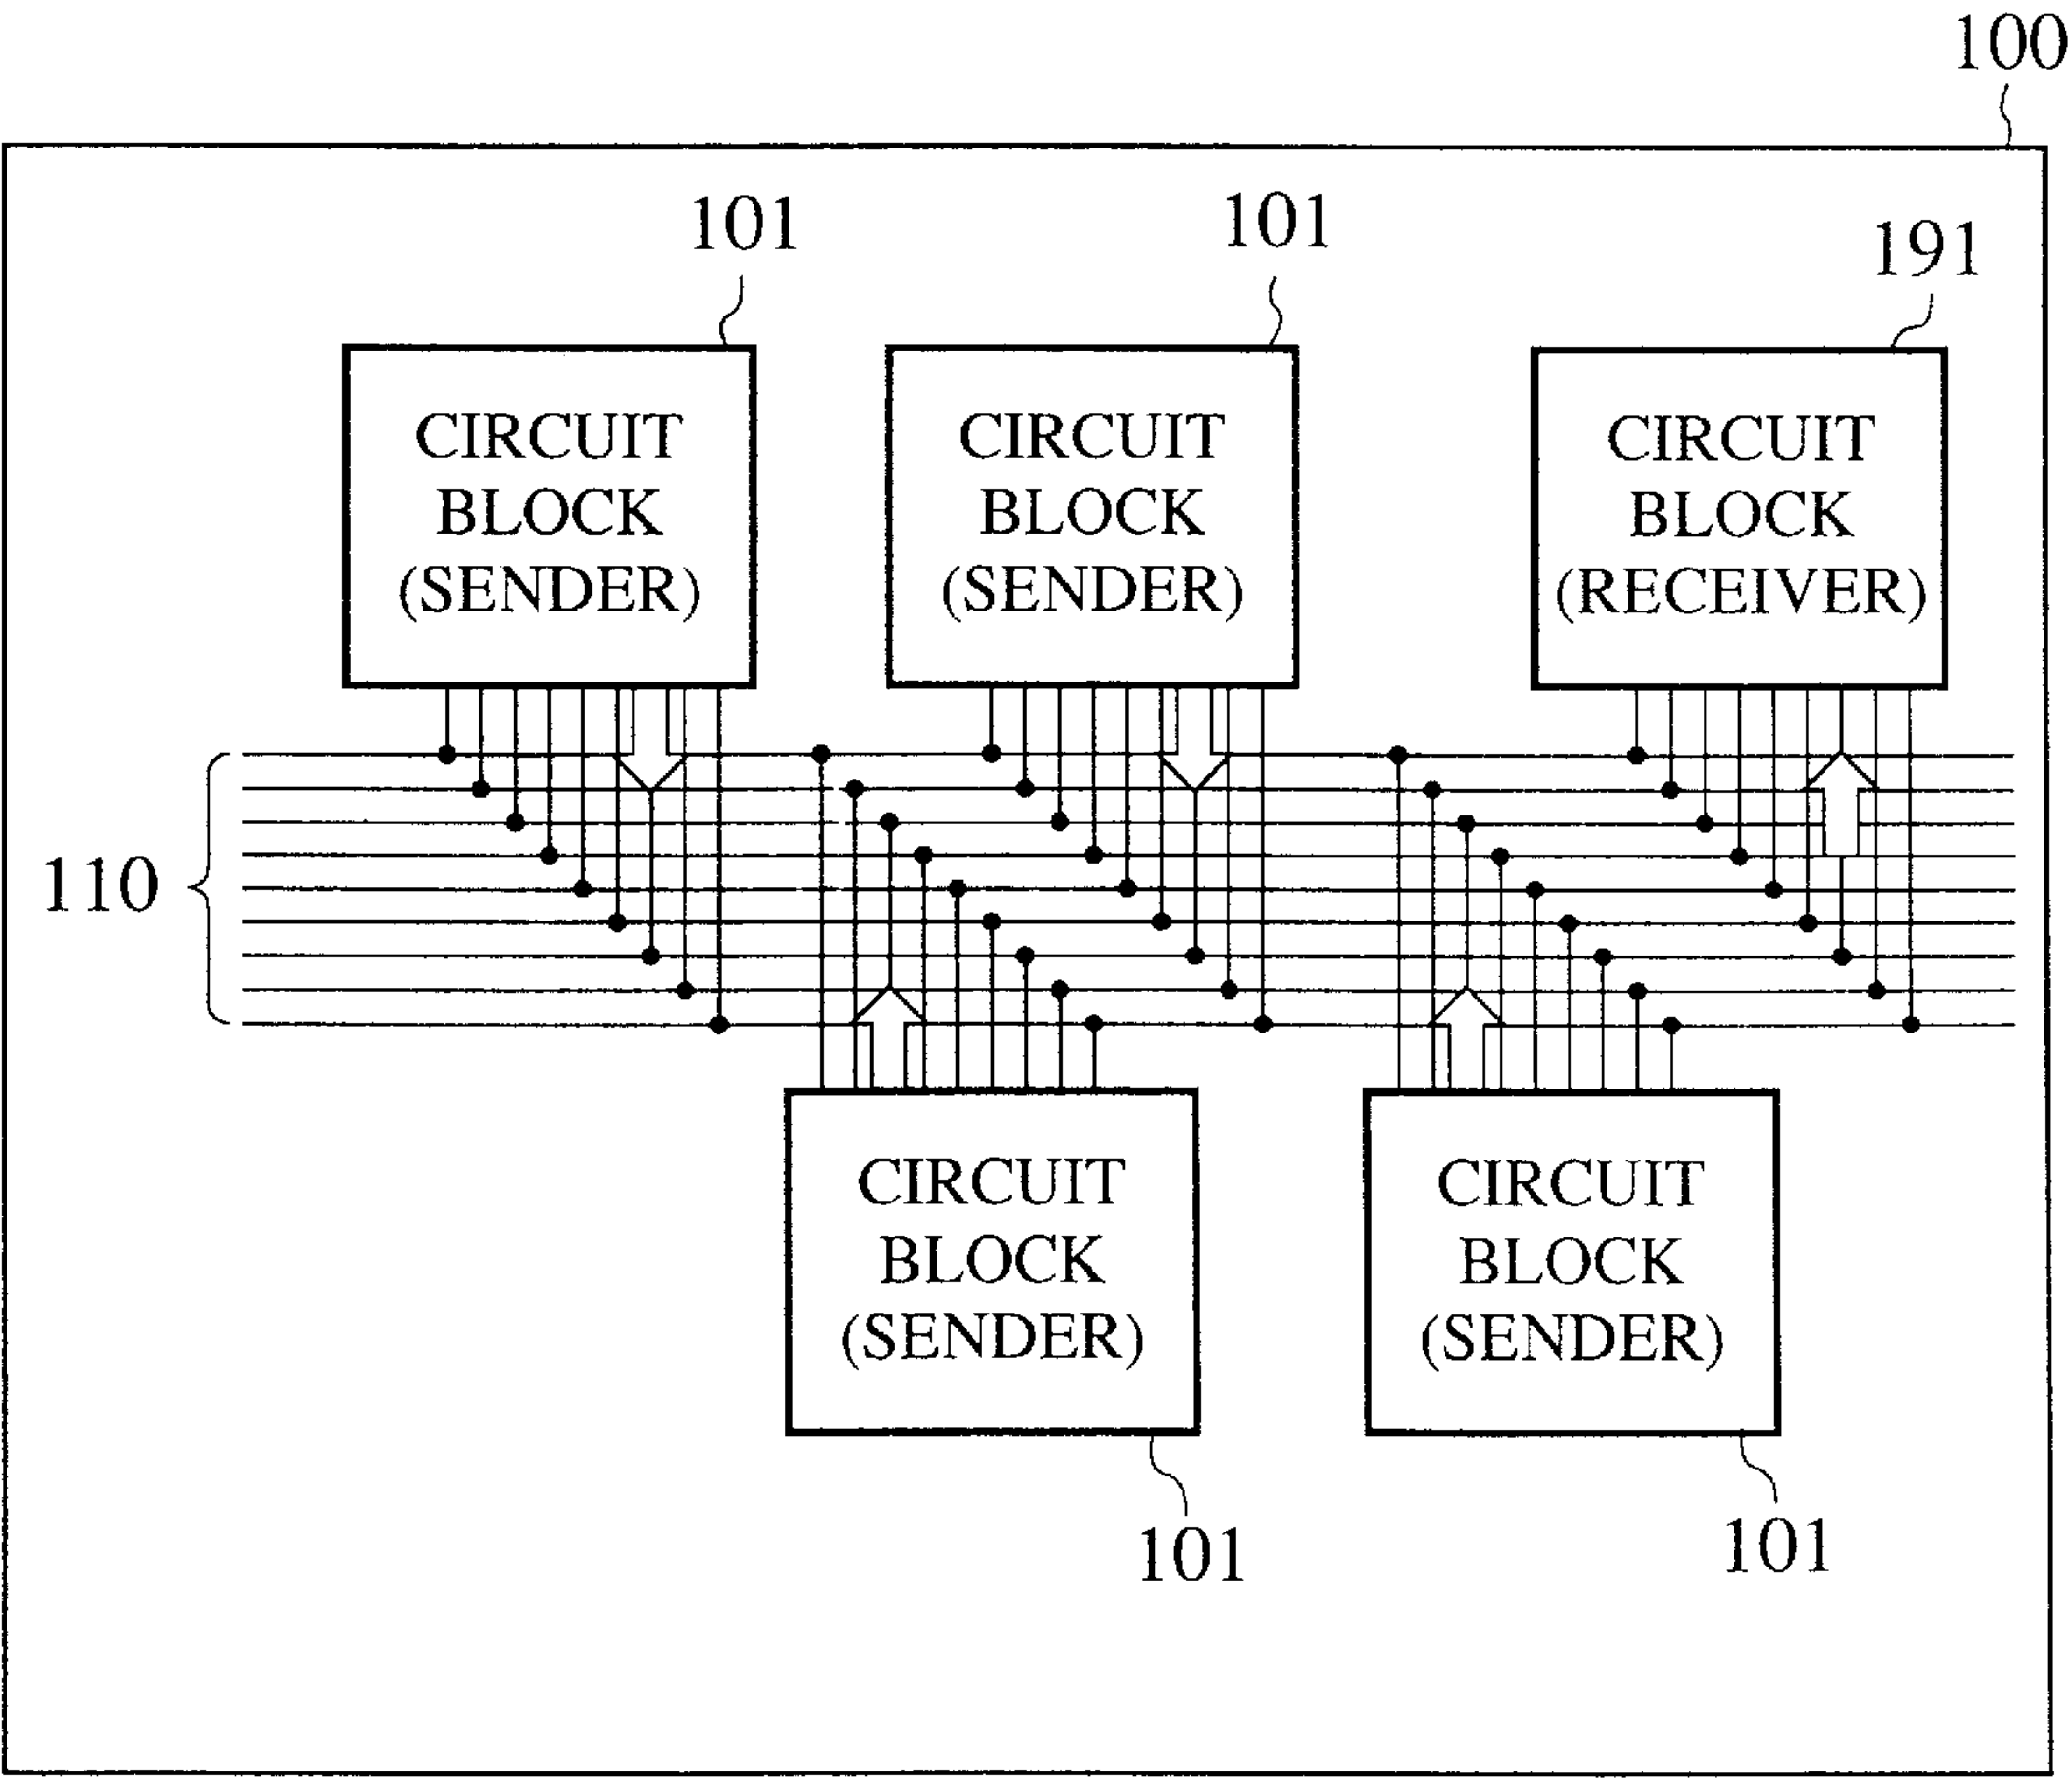 100
101
101
191
CIRCUIT
BLOCK
(SENDER)
CIRCUIT
BLOCK
(SENDER)
CIRCUIT
BLOCK
(RECEIVER)
110
CIRCUIT
BLOCK
(SENDER)
CIRCUIT
BLOCK
(SENDER)
101
101